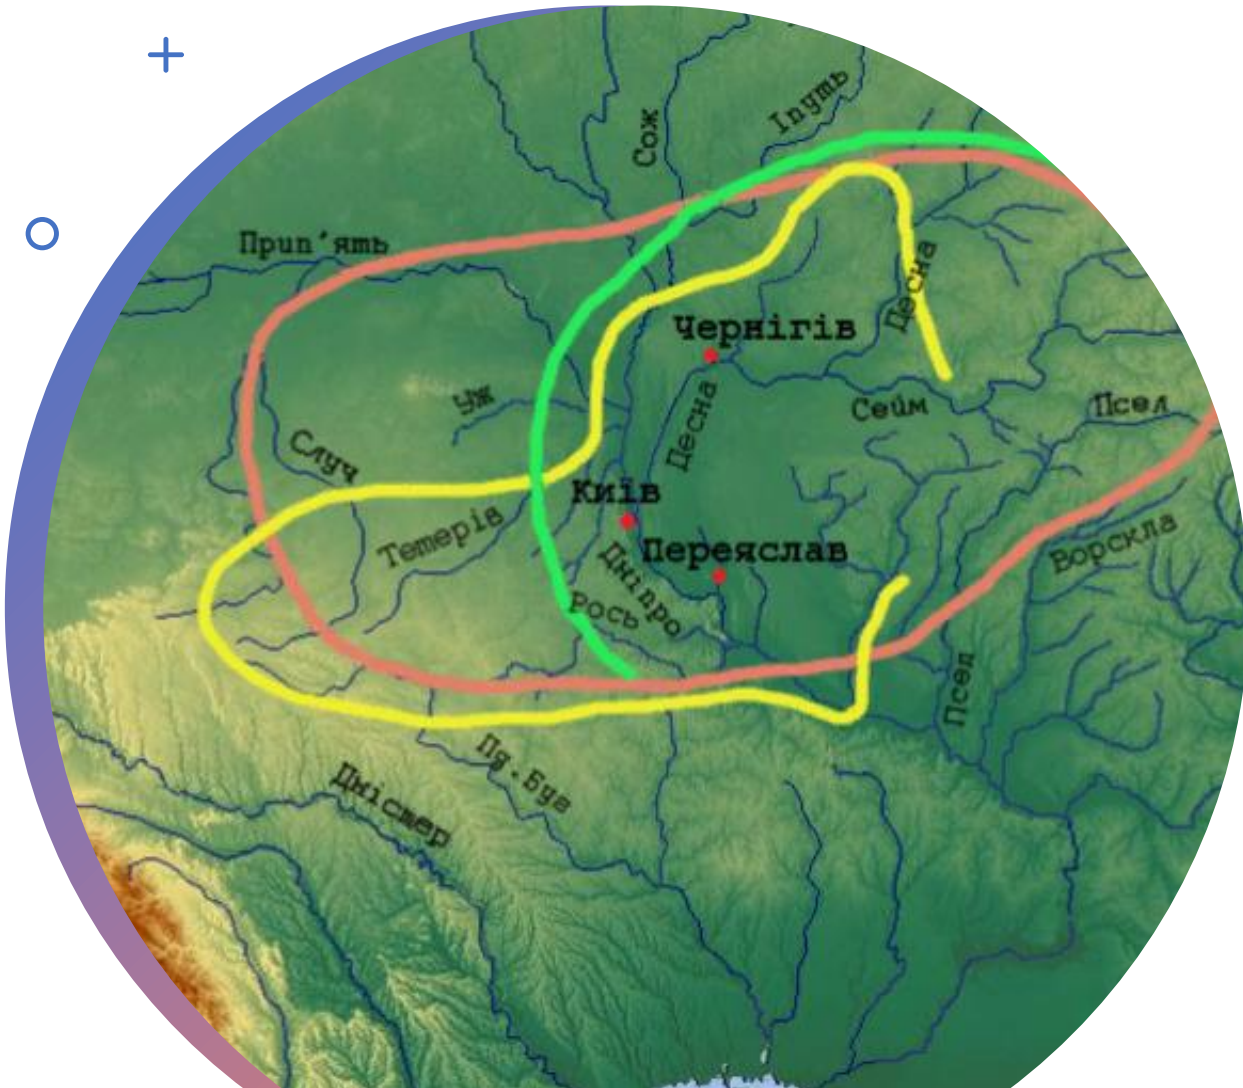 Іпуть
Сож
Прип'ять
Десна
Чернігів
Уж
Десна
Сейм
Псел
Случ
Київ
Тетерів
Дніпро
Переяслав
Ворскла
Рось
Псел
Пд.Буг
Дністер